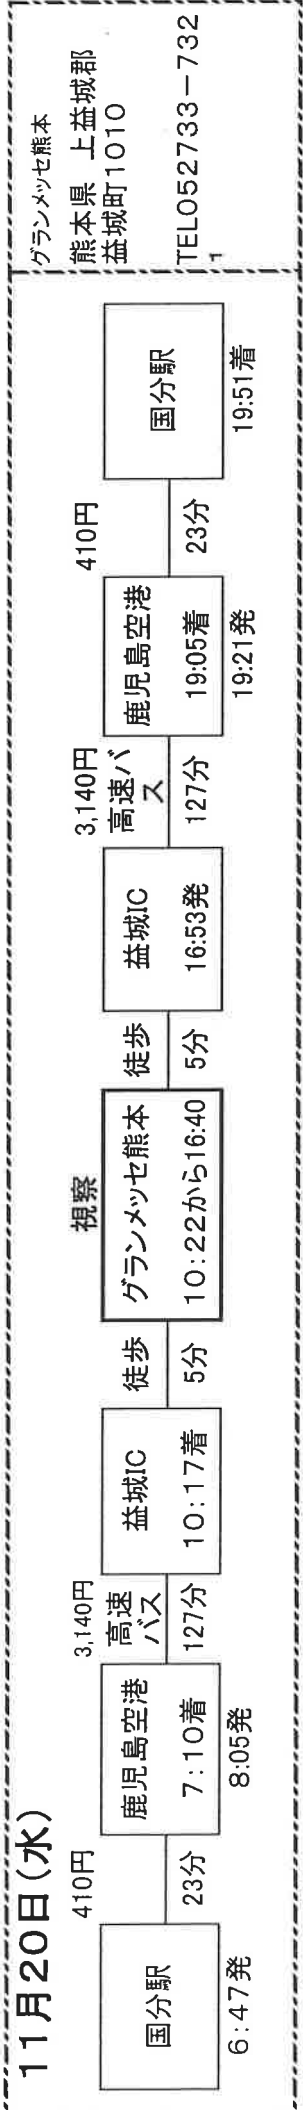 11月20日(水)
国分駅
6:47発
410円
23分
鹿児島空港
7:10着
8:05発
3,140円
高速
バス
127分
益城IC
10:17着
徒歩
5分
視察
グランメッセ熊本
10:22から16:40
徒歩
5分
益城IC
16:53発
3,140円
高速バ
ス
127分
鹿児島空港
19:05着
19:21発
410円
23分
国分駅
19:51着
グランメッセ熊本
熊本県 上益城郡
益城町1010
TEL052733-732
1